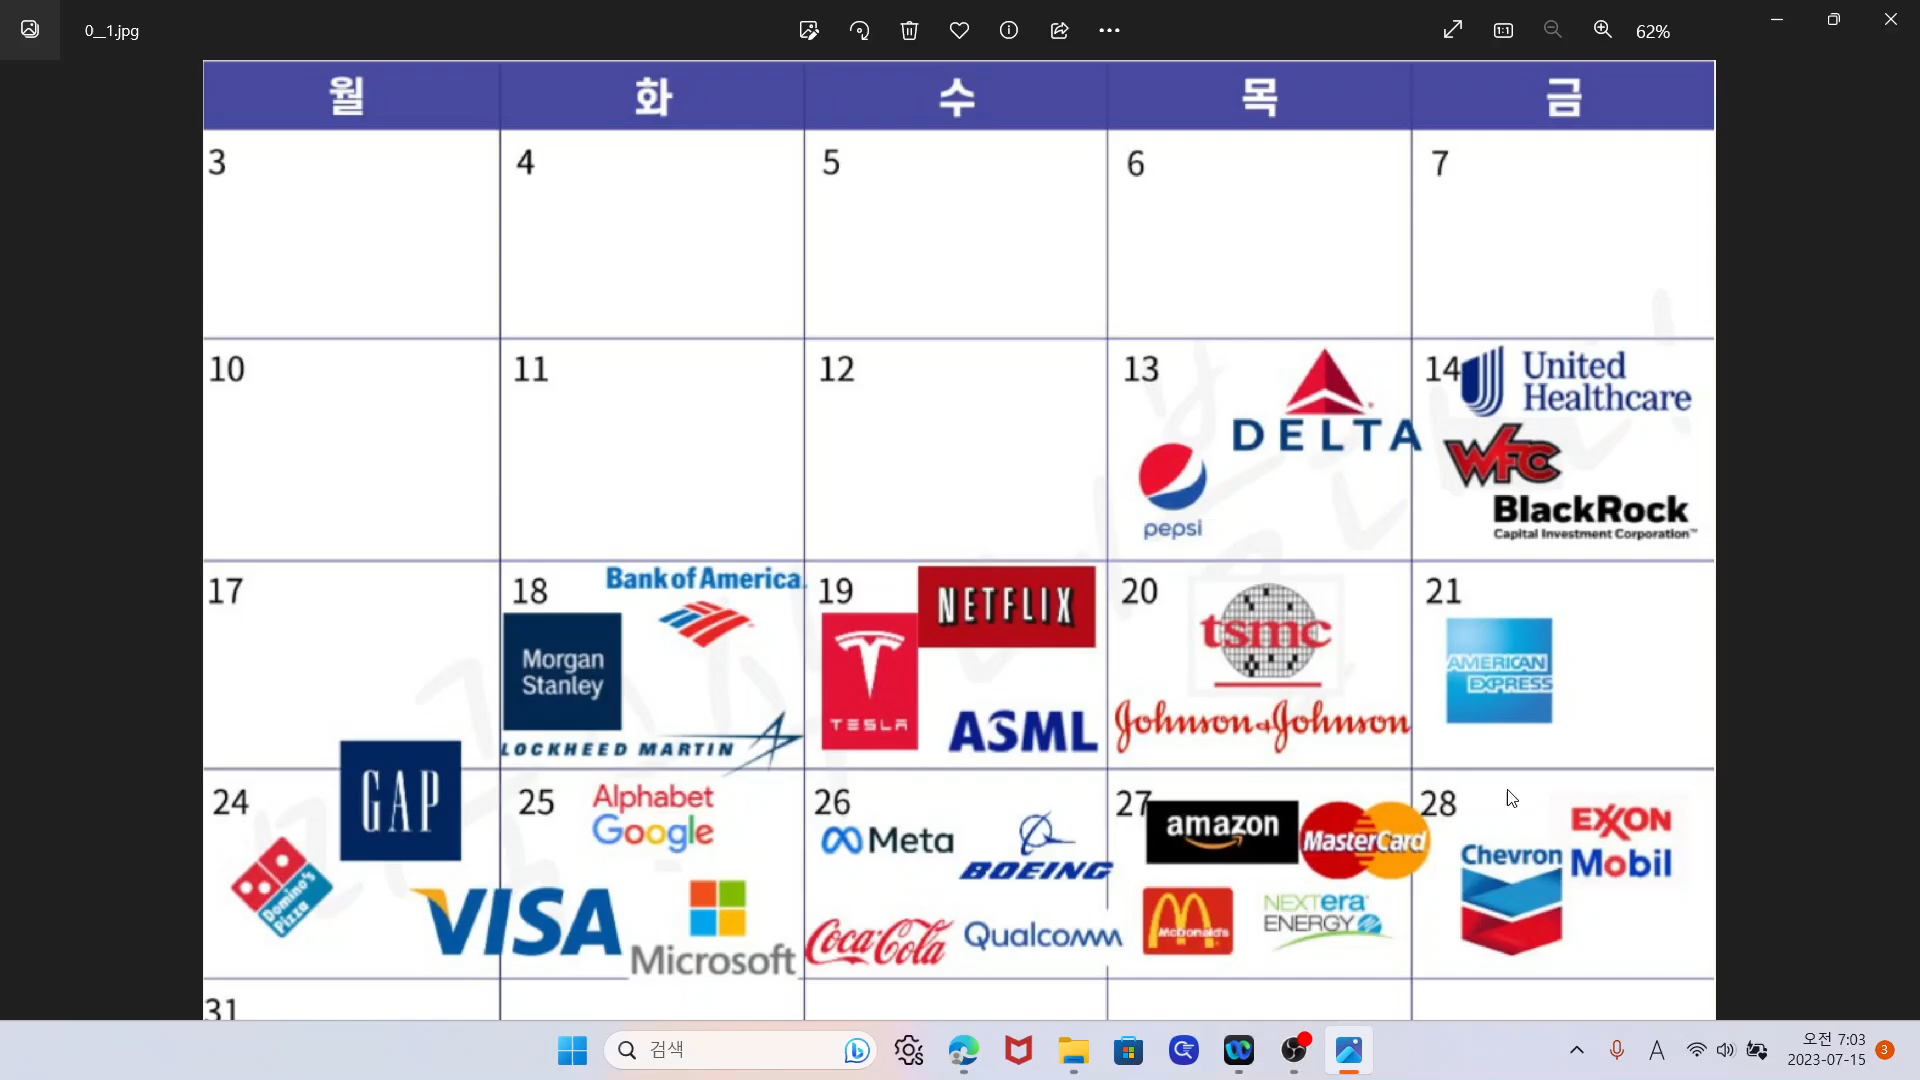 0__1.jpg
62%
월 화 수 목 금
3 4 5 6 7
10 11 12 13 14
DELTA
pepsi
United
Healthcare
WFC
BlackRock
Capital Investment Corporation™
17 18 19 20 21
Bank of America
Morgan
Stanley
LOCKHEED MARTIN
NETFLIX
TESLA
ASML
tsmc
Johnson & Johnson
AMERICAN
EXPRESS
24 25 26 27 28
GAP
Domino's
Pizza
VISA
Alphabet
Google
Microsoft
Meta
BOEING
Coca-Cola
Qualcomm
amazon
MasterCard
McDonald's
NEXTera
ENERGY
Chevron
EXXON
Mobil
31
검색
A
오전 7:03
2023-07-15
3